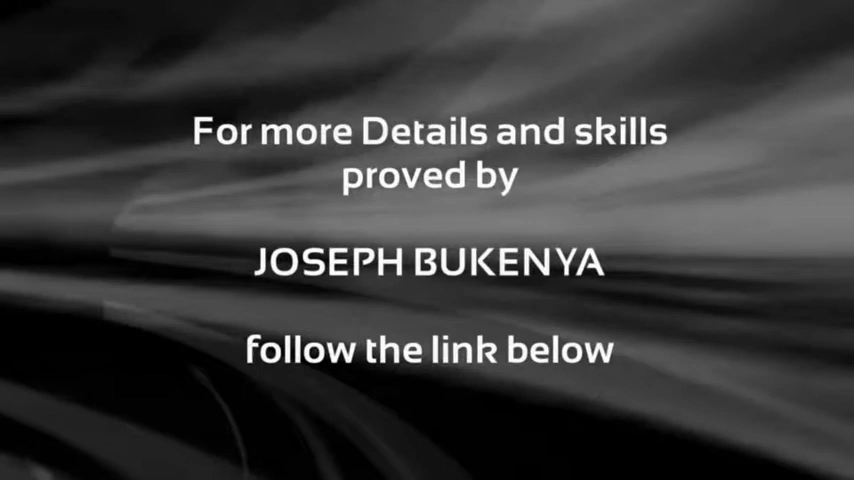 For more Details and skills
proved by
JOSEPH BUKENYA
follow the link below